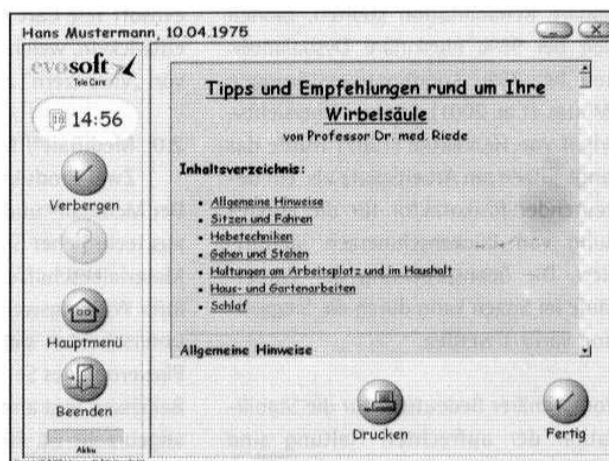 Hans Mustermann, 10.04.1975
evosoft
Tele Care
14:56
Verbergen
Hauptmenü
Beenden
Akku
Tipps und Empfehlungen rund um Ihre
Wirbelsäule
von Professor Dr. med. Riede
Inhaltsverzeichnis:
• Allgemeine Hinweise
• Sitzen und Fahren
• Hebetechniken
• Gehen und Stehen
• Haltungen am Arbeitsplatz und im Haushalt
• Haus- und Gartenarbeiten
• Schlaf
Allgemeine Hinweise
Drucken
Fertig